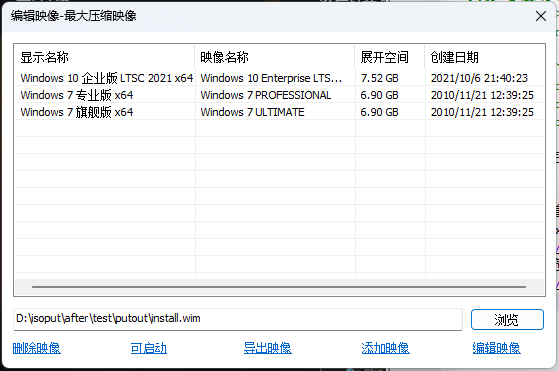 编辑映像-最大压缩映像
显示名称 映像名称 展开空间 创建日期
Windows 10 企业版 LTSC 2021 x64 Windows 10 Enterprise LTS... 7.52 GB 2021/10/6 21:40:23
Windows 7 专业版 x64 Windows 7 PROFESSIONAL 6.90 GB 2010/11/21 12:39:25
Windows 7 旗舰版 x64 Windows 7 ULTIMATE 6.90 GB 2010/11/21 12:39:25
D:\isoput\after\test\putout\install.wim 浏览
删除映像 可启动 导出映像 添加映像 编辑映像